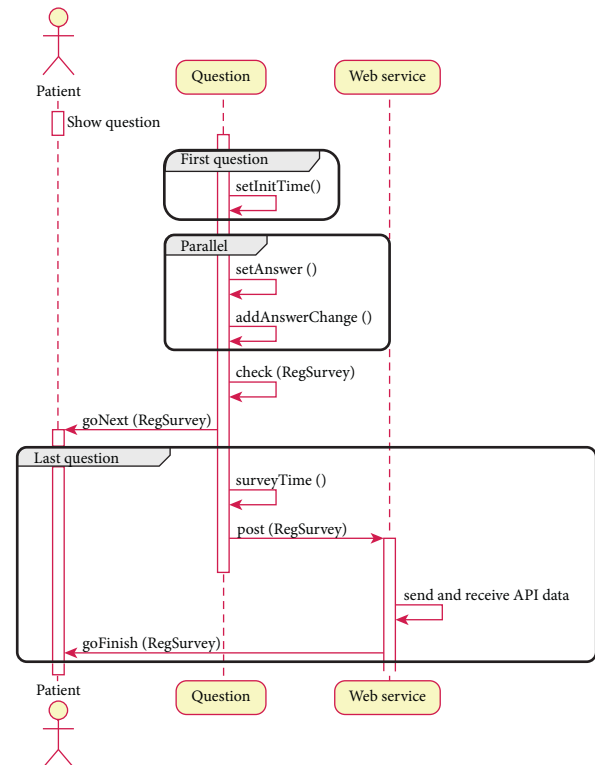 Patient
Question
Web service
Show question
First question
setInitTime()
Parallel
setAnswer ()
addAnswerChange ()
check (RegSurvey)
goNext (RegSurvey)
Last question
surveyTime ()
post (RegSurvey)
send and receive API data
goFinish (RegSurvey)
Patient
Question
Web service